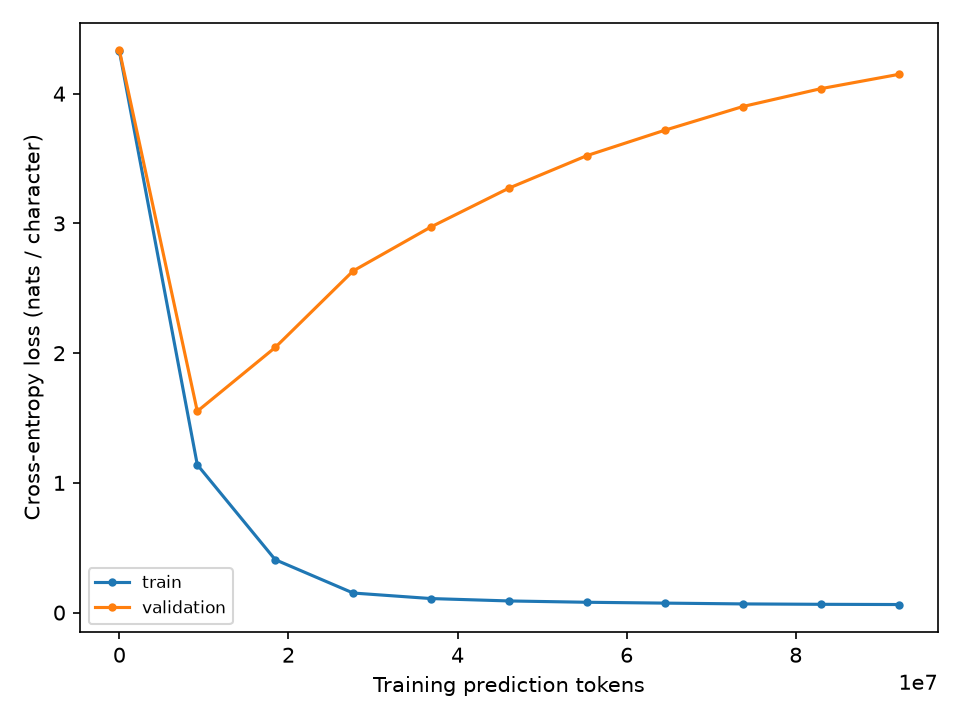 4
3
2
1
0
Cross-entropy loss (nats / character)
train
validation
0 2 4 6 8
1e7
Training prediction tokens